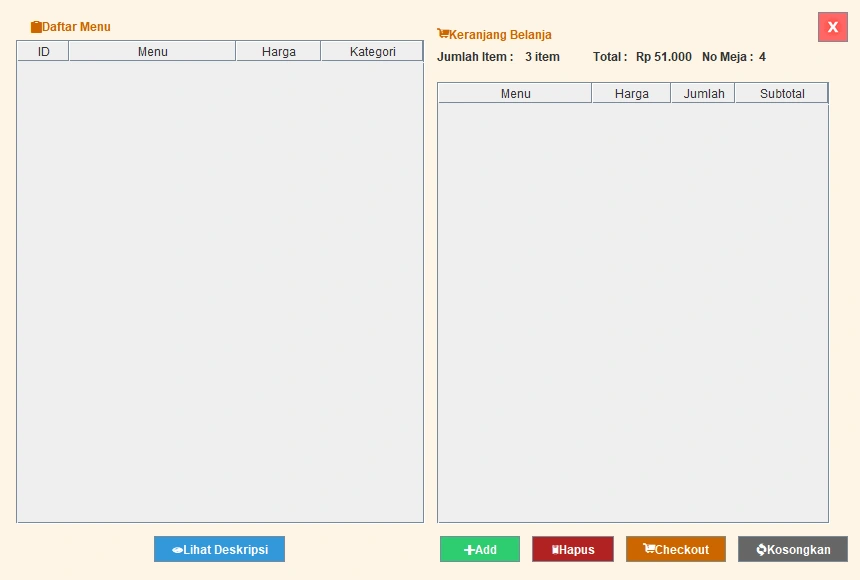 Daftar Menu
ID Menu Harga Kategori
Lihat Deskripsi
X
Keranjang Belanja
Jumlah Item : 3 item Total : Rp 51.000 No Meja : 4
Menu Harga Jumlah Subtotal
Add Hapus Checkout Kosongkan